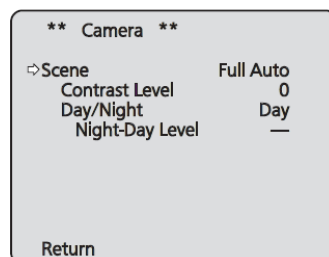 ** Camera **
⇨Scene Full Auto
Contrast Level 0
Day/Night Day
Night-Day Level —
Return